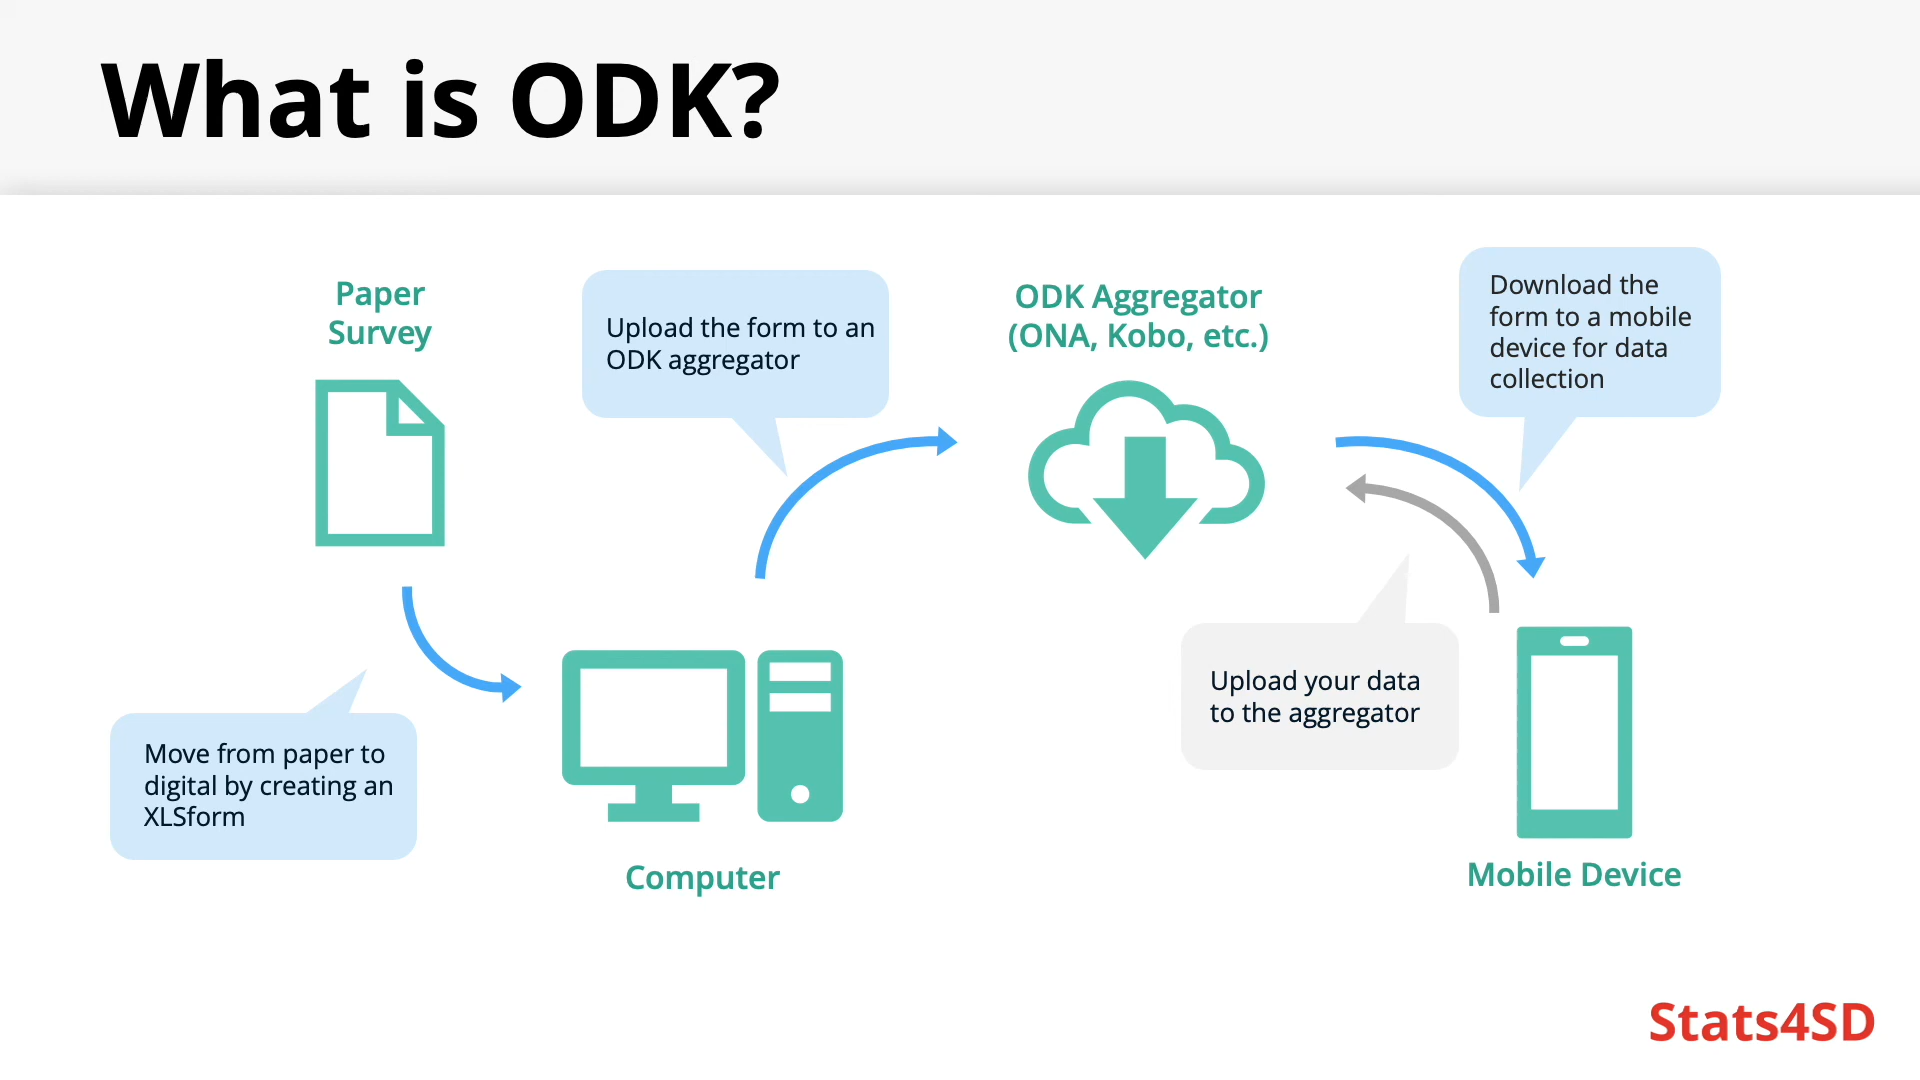 What is ODK?
Paper
Survey
Upload the form to an
ODK aggregator
ODK Aggregator
(ONA, Kobo, etc.)
Download the
form to a mobile
device for data
collection
Move from paper to
digital by creating an
XLSform
Computer
Upload your data
to the aggregator
Mobile Device
Stats4SD